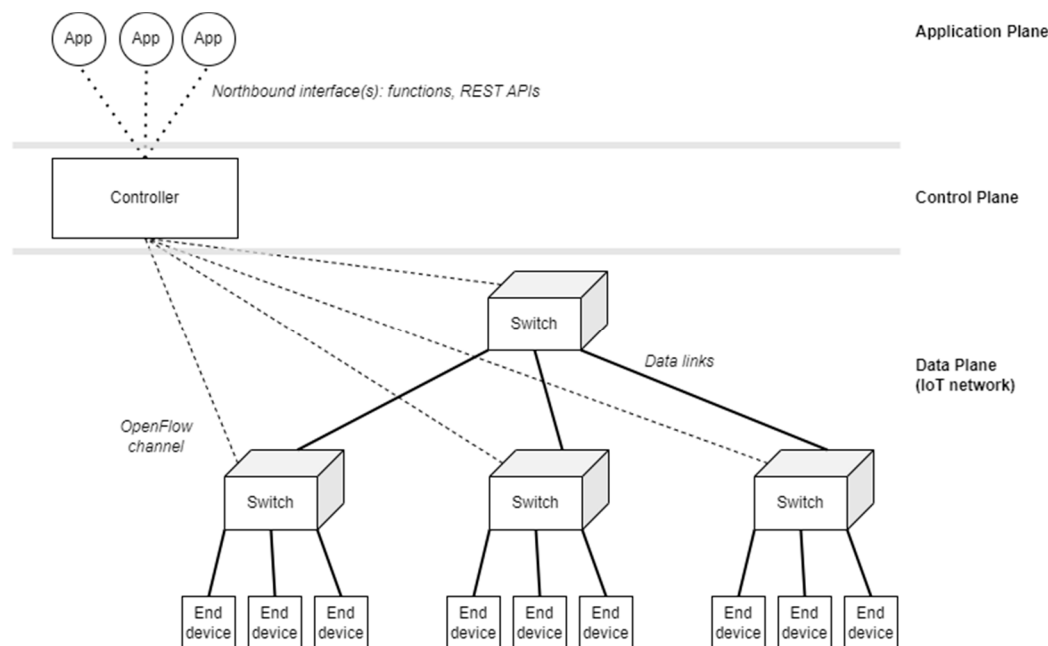 App
App
App
Application Plane
Northbound interface(s): functions, REST APIs
Controller
Control Plane
Switch
Data links
Data Plane
(IoT network)
OpenFlow
channel
Switch
Switch
Switch
End
device
End
device
End
device
End
device
End
device
End
device
End
device
End
device
End
device